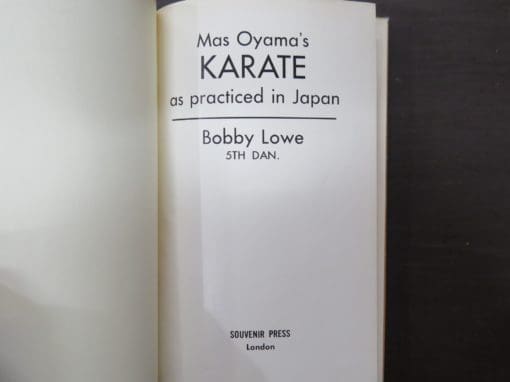 Mas Oyama's
KARATE
as practiced in Japan
Bobby Lowe
5TH DAN.
SOUVENIR PRESS
London